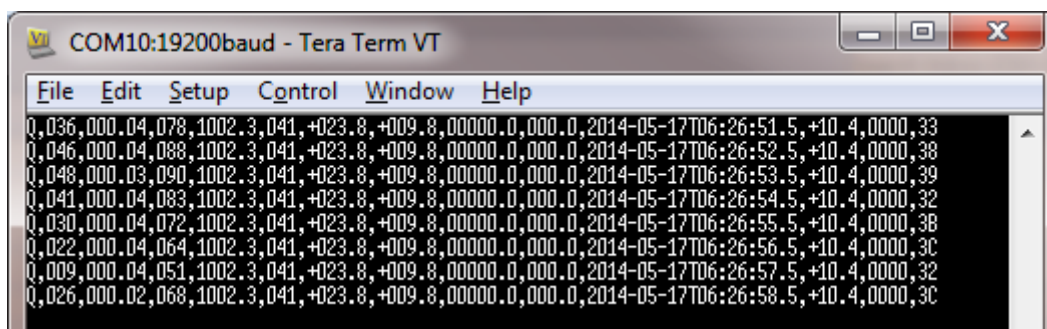 COM10:19200baud - Tera Term VT
File Edit Setup Control Window Help
Q,036,000.04,078,1002.3,041,+023.8,+009.8,00000.0,000.0,2014-05-17T06:26:51.5,+10.4,0000,33
Q,046,000.04,088,1002.3,041,+023.8,+009.8,00000.0,000.0,2014-05-17T06:26:52.5,+10.4,0000,38
Q,048,000.03,090,1002.3,041,+023.8,+009.8,00000.0,000.0,2014-05-17T06:26:53.5,+10.4,0000,39
Q,041,000.04,083,1002.3,041,+023.8,+009.8,00000.0,000.0,2014-05-17T06:26:54.5,+10.4,0000,32
Q,030,000.04,072,1002.3,041,+023.8,+009.8,00000.0,000.0,2014-05-17T06:26:55.5,+10.4,0000,3B
Q,022,000.04,064,1002.3,041,+023.8,+009.8,00000.0,000.0,2014-05-17T06:26:56.5,+10.4,0000,3C
Q,009,000.04,051,1002.3,041,+023.8,+009.8,00000.0,000.0,2014-05-17T06:26:57.5,+10.4,0000,32
Q,026,000.02,068,1002.3,041,+023.8,+009.8,00000.0,000.0,2014-05-17T06:26:58.5,+10.4,0000,3C